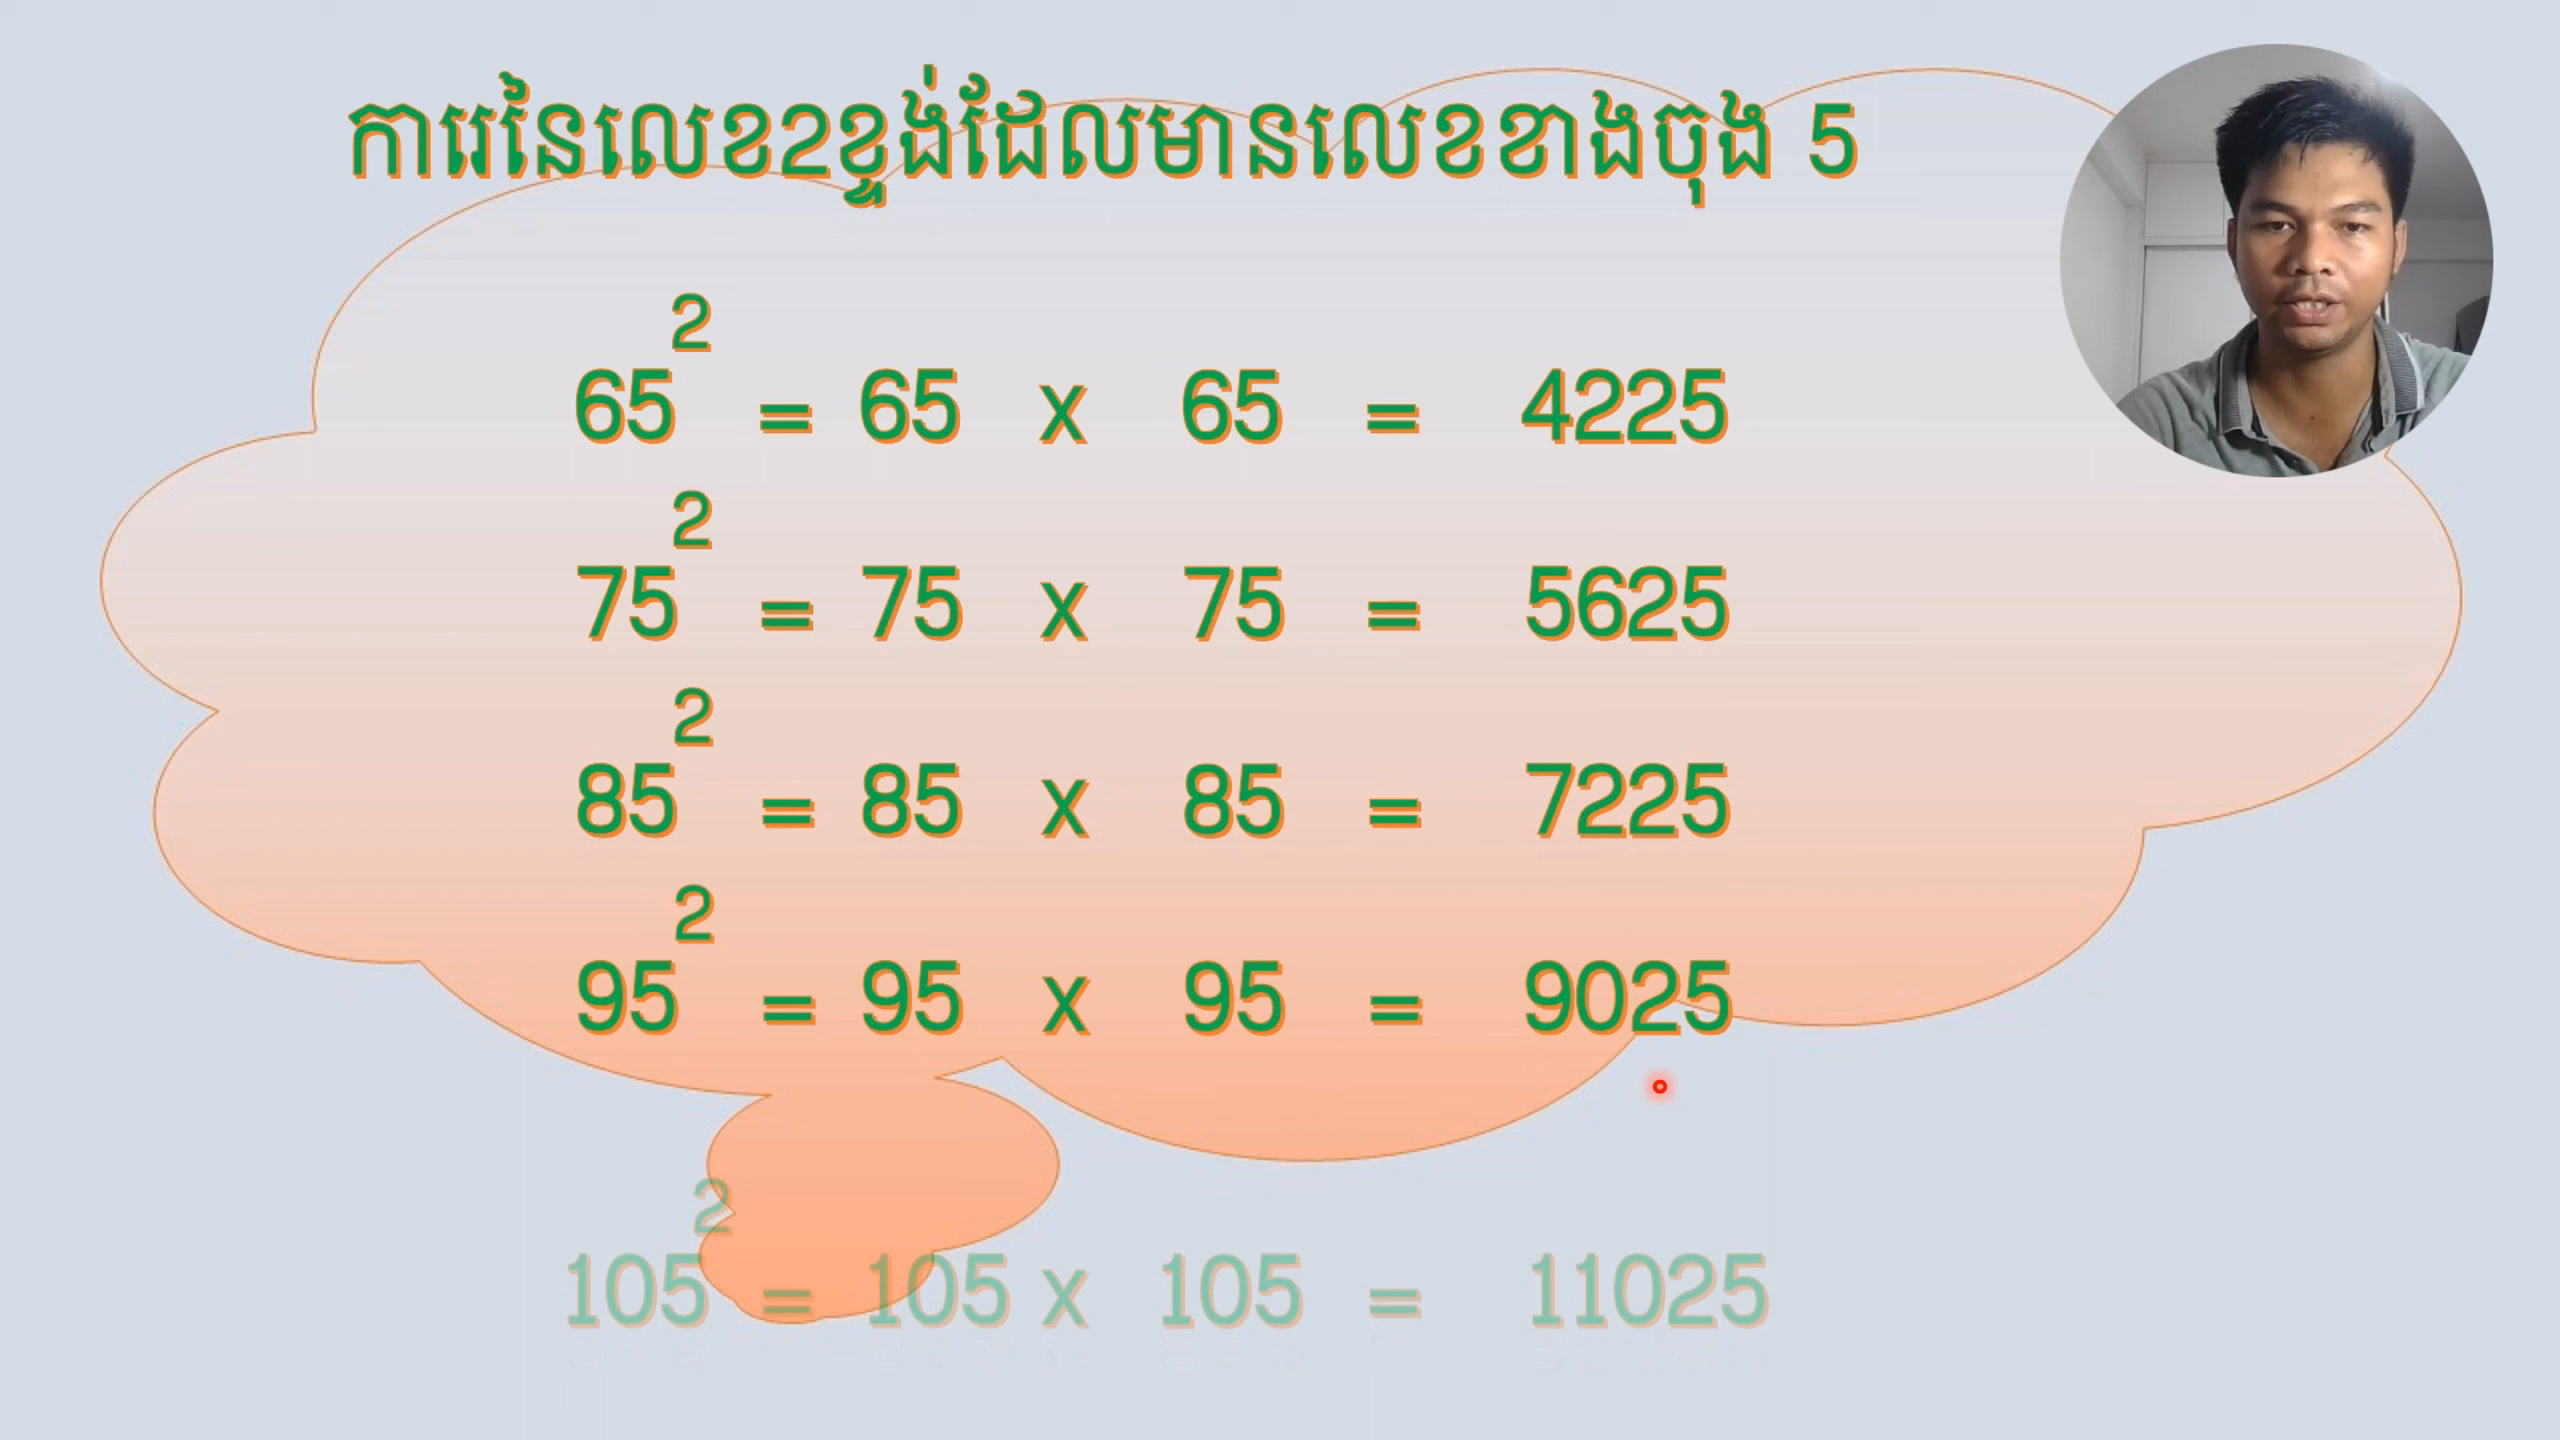 ការេនៃលេខ2ខ្ទង់ដែលមានលេខខាងចុង 5
65² = 65 x 65 = 4225
75² = 75 x 75 = 5625
85² = 85 x 85 = 7225
95² = 95 x 95 = 9025
105² = 105 x 105 = 11025